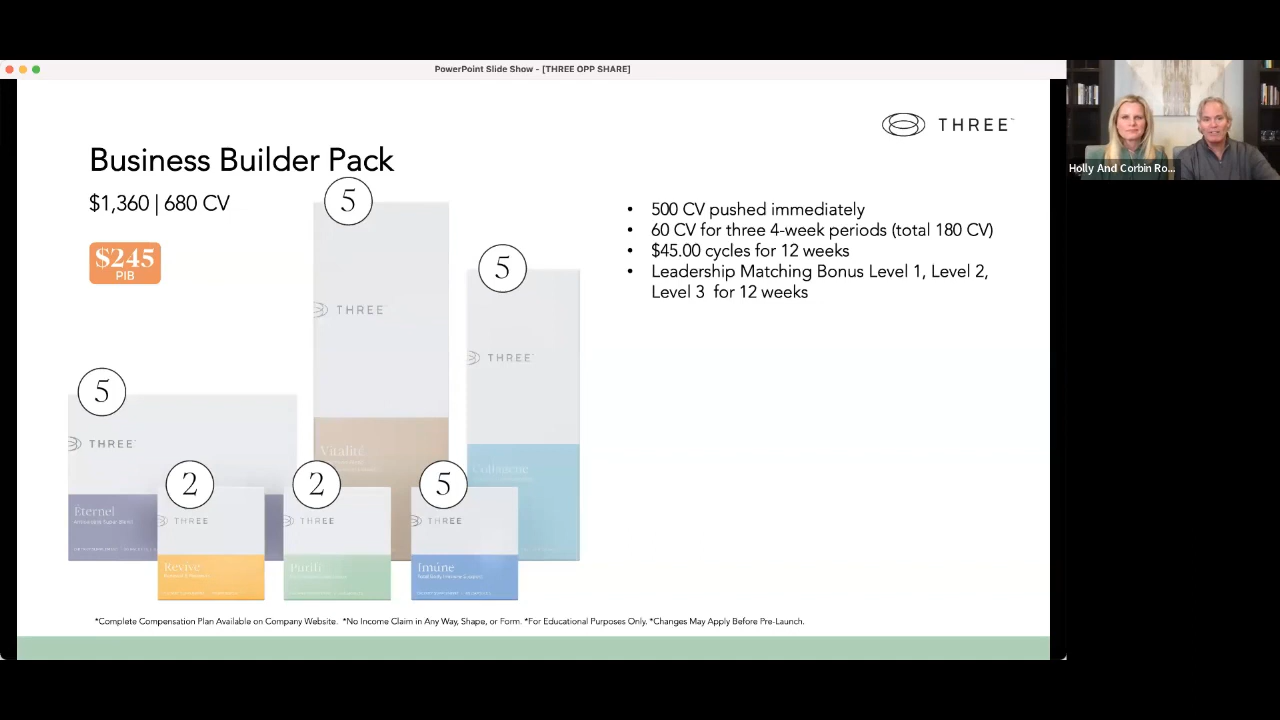 PowerPoint Slide Show - [THREE OPP SHARE]
THREE™
Holly And Corbin Ro...
Business Builder Pack
$1,360 | 680 CV
$245
PIB
• 500 CV pushed immediately
• 60 CV for three 4-week periods (total 180 CV)
• $45.00 cycles for 12 weeks
• Leadership Matching Bonus Level 1, Level 2,
Level 3 for 12 weeks
5
THREE
Vitalité
5
THREE
Collagène
5
THREE
Éternel
2
THREE
Revive
2
THREE
Purifí
5
THREE
Imúne
*Complete Compensation Plan Available on Company Website. *No Income Claim in Any Way, Shape, or Form. *For Educational Purposes Only. *Changes May Apply Before Pre-Launch.